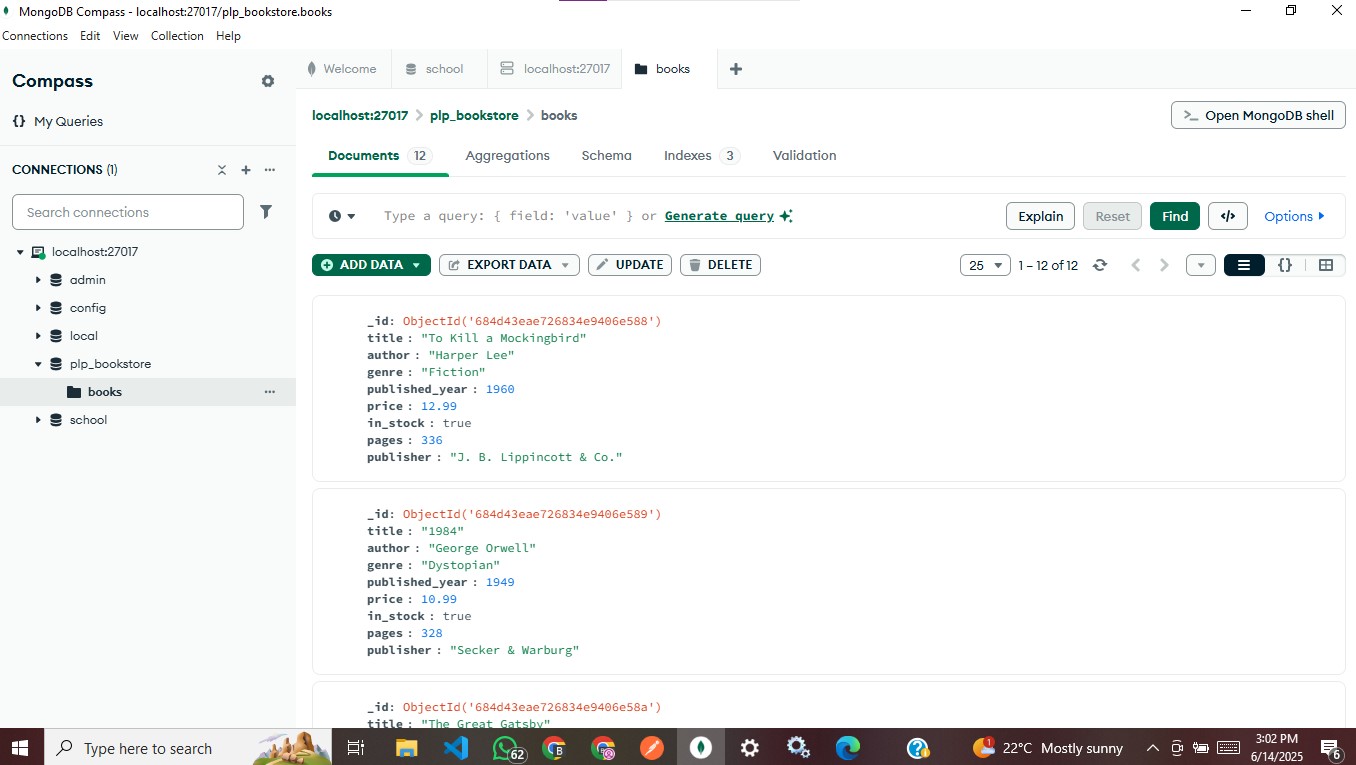 MongoDB Compass - localhost:27017/plp_bookstore.books
Connections Edit View Collection Help
Compass
My Queries
CONNECTIONS (1)
Search connections
localhost:27017
admin
config
local
plp_bookstore
books
school
Welcome school localhost:27017 books
localhost:27017 > plp_bookstore > books
>_ Open MongoDB shell
Documents 12 Aggregations Schema Indexes 3 Validation
Type a query: { field: 'value' } or Generate query
Explain Reset Find </> Options
ADD DATA EXPORT DATA UPDATE DELETE
25 1 – 12 of 12 {}
_id: ObjectId('684d43eae726834e9406e588')
title : "To Kill a Mockingbird"
author : "Harper Lee"
genre : "Fiction"
published_year : 1960
price : 12.99
in_stock : true
pages : 336
publisher : "J. B. Lippincott & Co."
_id: ObjectId('684d43eae726834e9406e589')
title : "1984"
author : "George Orwell"
genre : "Dystopian"
published_year : 1949
price : 10.99
in_stock : true
pages : 328
publisher : "Secker & Warburg"
_id: ObjectId('684d43eae726834e9406e58a')
title : "The Great Gatsby"
Type here to search
62
B
1
22°C Mostly sunny
3:02 PM
6/14/2025
6